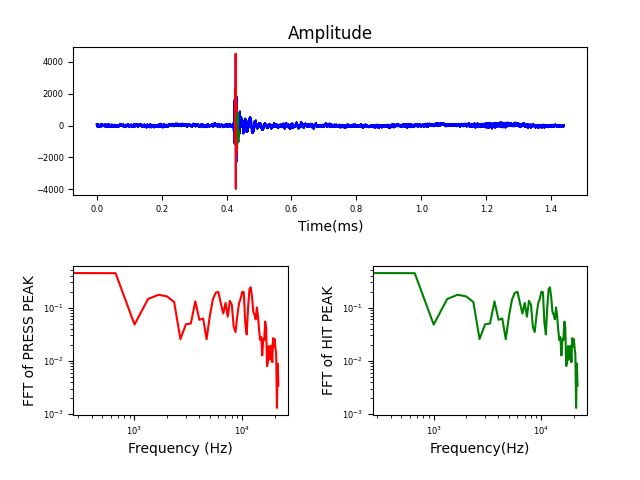 Amplitude
4000
2000
0
−2000
−4000
0.0 0.2 0.4 0.6 0.8 1.0 1.2 1.4
Time(ms)
FFT of PRESS PEAK
10⁻¹
10⁻²
10⁻³
10³ 10⁴
Frequency (Hz)
FFT of HIT PEAK
10⁻¹
10⁻²
10⁻³
10³ 10⁴
Frequency(Hz)